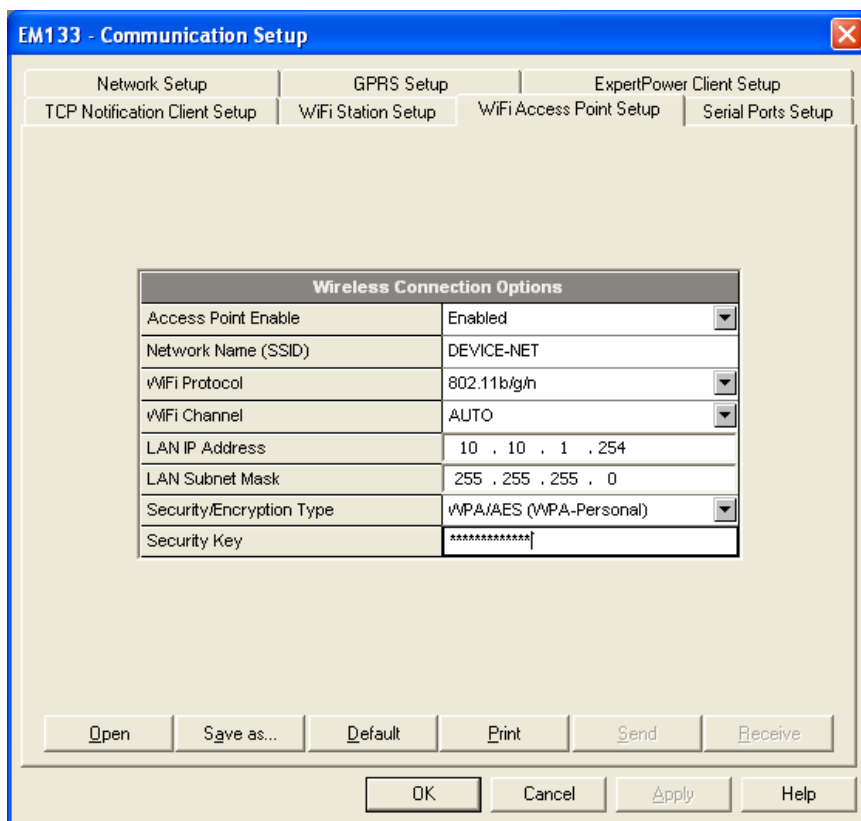 EM133 - Communication Setup
Network Setup GPRS Setup ExpertPower Client Setup
TCP Notification Client Setup WiFi Station Setup WiFi Access Point Setup Serial Ports Setup
Wireless Connection Options
Access Point Enable Enabled
Network Name (SSID) DEVICE-NET
WiFi Protocol 802.11b/g/n
WiFi Channel AUTO
LAN IP Address 10 . 10 . 1 . 254
LAN Subnet Mask 255 . 255 . 255 . 0
Security/Encryption Type WPA/AES (WPA-Personal)
Security Key *************
Open Save as... Default Print Send Receive
OK Cancel Apply Help